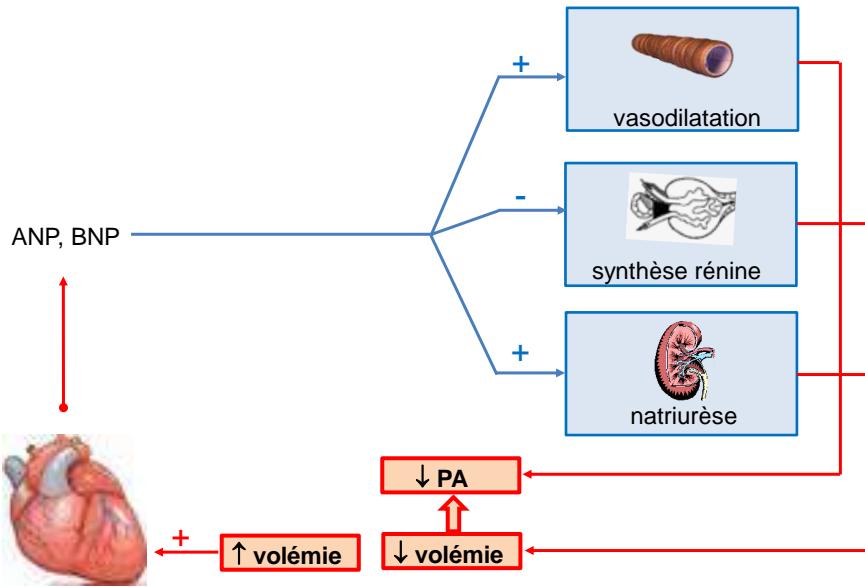 +
vasodilatation
-
ANP, BNP
synthèse rénine
+
natriurèse
↓ PA
+
↑ volémie
↓ volémie